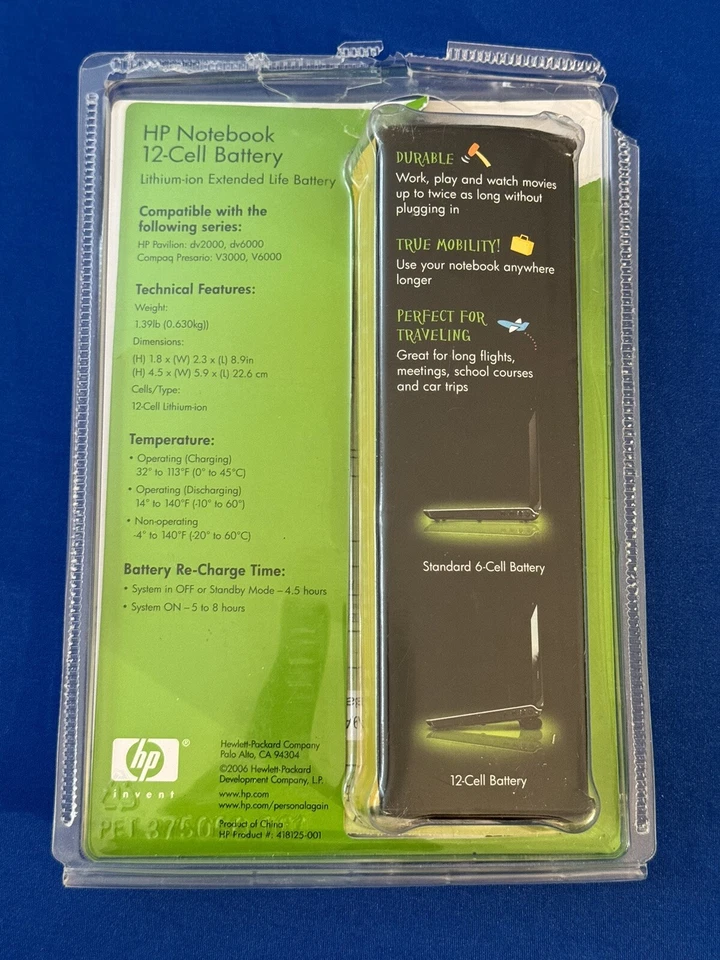 HP Notebook
12-Cell Battery
Lithium-ion Extended Life Battery
Compatible with the
following series:
HP Pavilion: dv2000, dv6000
Compaq Presario: V3000, V6000
Technical Features:
Weight:
1.39lb (0.630kg))
Dimensions:
(H) 1.8 x (W) 2.3 x (L) 8.9in
(H) 4.5 x (W) 5.9 x (L) 22.6 cm
Cells/Type:
12-Cell Lithium-ion
Temperature:
• Operating (Charging)
32° to 113°F (0° to 45°C)
• Operating (Discharging)
14° to 140°F (-10° to 60°)
• Non-operating
-4° to 140°F (-20° to 60°C)
Battery Re-Charge Time:
• System in OFF or Standby Mode – 4.5 hours
• System ON – 5 to 8 hours
hp®
invent
Hewlett-Packard Company
Palo Alto, CA 94304
©2006 Hewlett-Packard
Development Company, L.P.
www.hp.com
www.hp.com/personalagain
Product of China
HP Product #: 418125-001
DURABLE
Work, play and watch movies
up to twice as long without
plugging in
TRUE MOBILITY!
Use your notebook anywhere
longer
PERFECT FOR
TRAVELING
Great for long flights,
meetings, school courses
and car trips
Standard 6-Cell Battery
12-Cell Battery